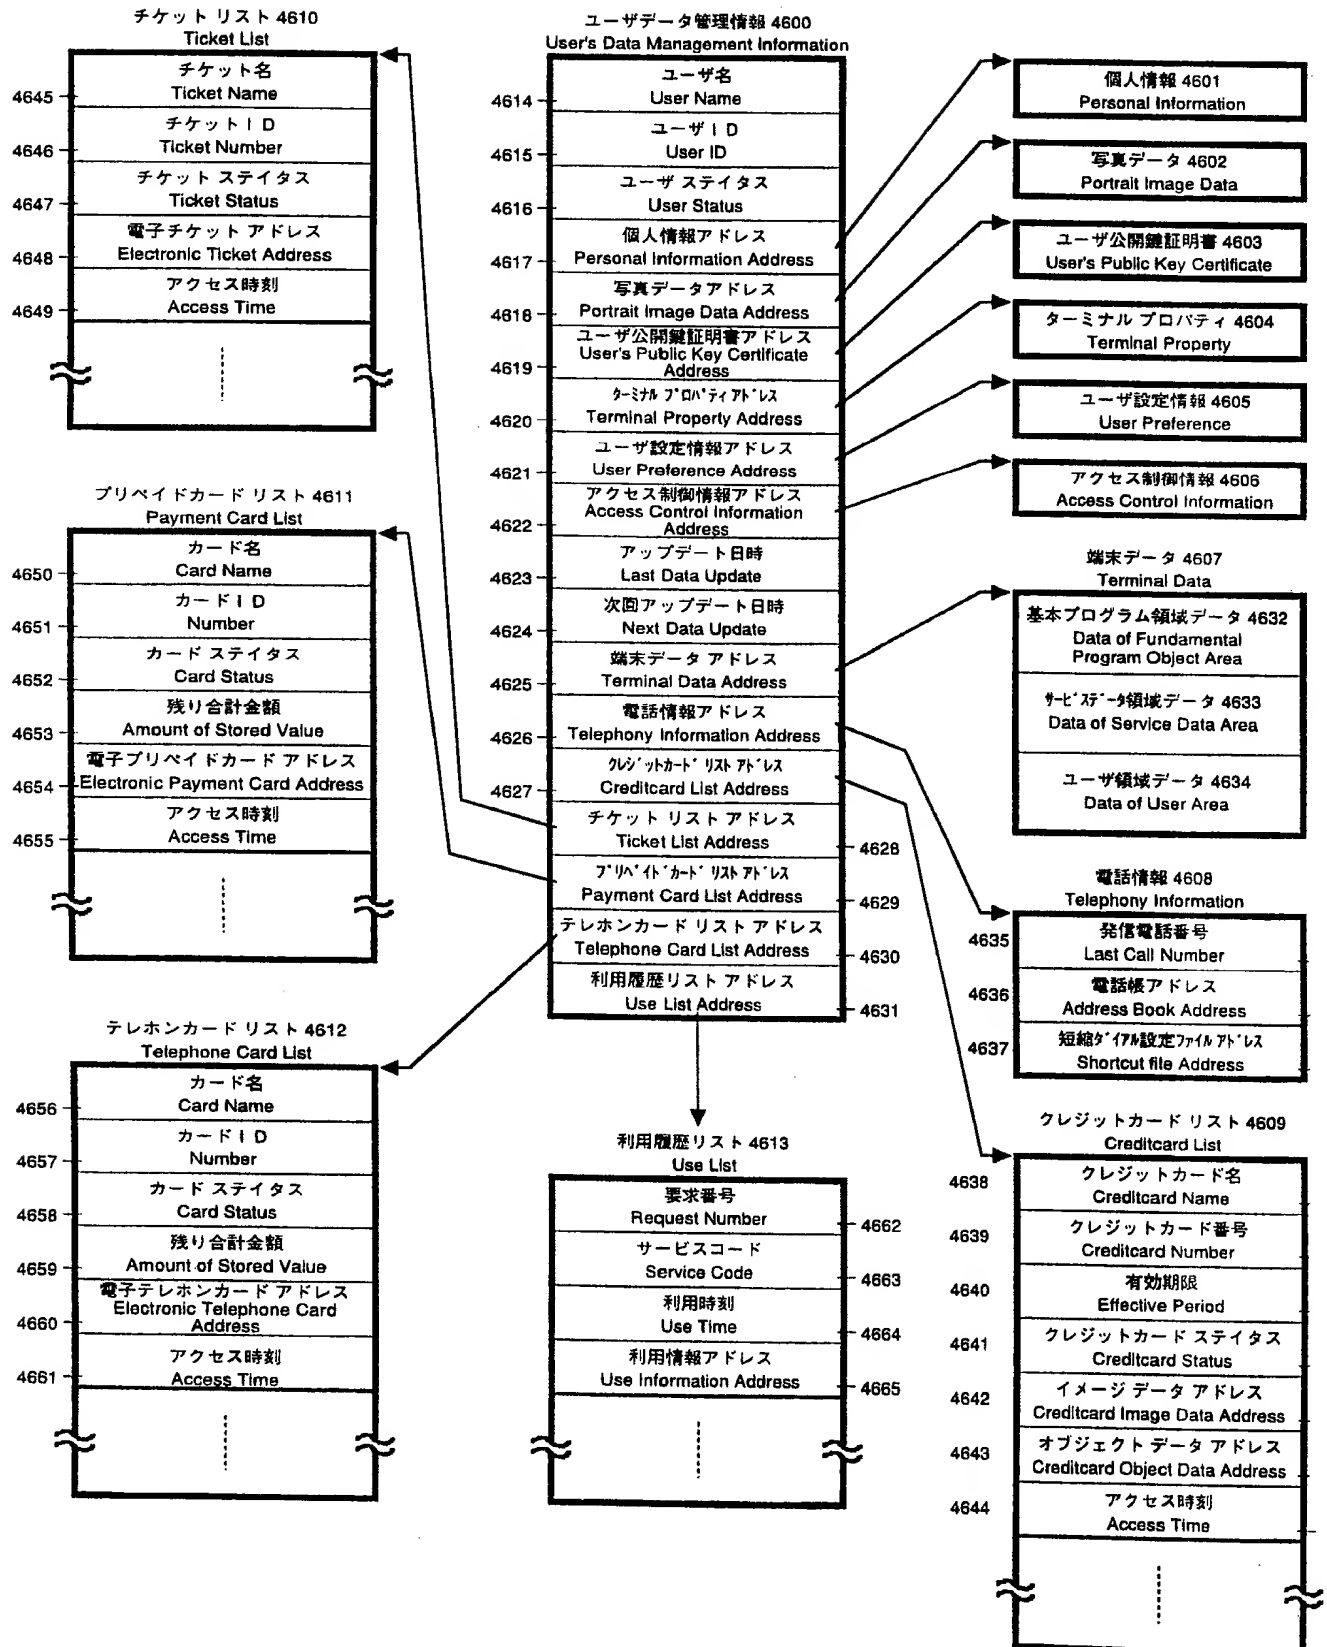 チケット リスト 4610
Ticket List
チケット名
Ticket Name
4645
チケットID
Ticket Number
4646
チケット ステイタス
Ticket Status
4647
電子チケット アドレス
Electronic Ticket Address
4648
アクセス時刻
Access Time
4649
プリペイドカード リスト 4611
Payment Card List
カード名
Card Name
4650
カードID
Number
4651
カード ステイタス
Card Status
4652
残り合計金額
Amount of Stored Value
4653
電子プリペイドカード アドレス
Electronic Payment Card Address
4654
アクセス時刻
Access Time
4655
テレホンカード リスト 4612
Telephone Card List
カード名
Card Name
4656
カードID
Number
4657
カード ステイタス
Card Status
4658
残り合計金額
Amount of Stored Value
4659
電子テレホンカード アドレス
Electronic Telephone Card
Address
4660
アクセス時刻
Access Time
4661
ユーザデータ管理情報 4600
User's Data Management Information
ユーザ名
User Name
4614
ユーザID
User ID
4615
ユーザ ステイタス
User Status
4616
個人情報アドレス
Personal Information Address
4617
写真データアドレス
Portrait Image Data Address
4618
ユーザ公開鍵証明書アドレス
User's Public Key Certificate
Address
4619
ターミナル プロパティアドレス
Terminal Property Address
4620
ユーザ設定情報アドレス
User Preference Address
4621
アクセス制御情報アドレス
Access Control Information
Address
4622
アップデート日時
Last Data Update
4623
次回アップデート日時
Next Data Update
4624
端末データ アドレス
Terminal Data Address
4625
電話情報アドレス
Telephony Information Address
4626
クレジットカード リスト アドレス
Creditcard List Address
4627
チケット リスト アドレス
Ticket List Address
4628
プリペイドカード リスト アドレス
Payment Card List Address
4629
テレホンカード リスト アドレス
Telephone Card List Address
4630
利用履歴リスト アドレス
Use List Address
4631
利用履歴リスト 4613
Use List
要求番号
Request Number
4662
サービスコード
Service Code
4663
利用時刻
Use Time
4664
利用情報アドレス
Use Information Address
4665
個人情報 4601
Personal Information
写真データ 4602
Portrait Image Data
ユーザ公開鍵証明書 4603
User's Public Key Certificate
ターミナル プロパティ 4604
Terminal Property
ユーザ設定情報 4605
User Preference
アクセス制御情報 4606
Access Control Information
端末データ 4607
Terminal Data
基本プログラム領域データ 4632
Data of Fundamental
Program Object Area
サービスデータ領域データ 4633
Data of Service Data Area
ユーザ領域データ 4634
Data of User Area
電話情報 4608
Telephony Information
4635
発信電話番号
Last Call Number
4636
電話帳アドレス
Address Book Address
4637
短縮ダイアル設定ファイル アドレス
Shortcut file Address
クレジットカード リスト 4609
Creditcard List
4638
クレジットカード名
Creditcard Name
4639
クレジットカード番号
Creditcard Number
4640
有効期限
Effective Period
4641
クレジットカード ステイタス
Creditcard Status
4642
イメージ データ アドレス
Creditcard Image Data Address
4643
オブジェクト データ アドレス
Creditcard Object Data Address
4644
アクセス時刻
Access Time